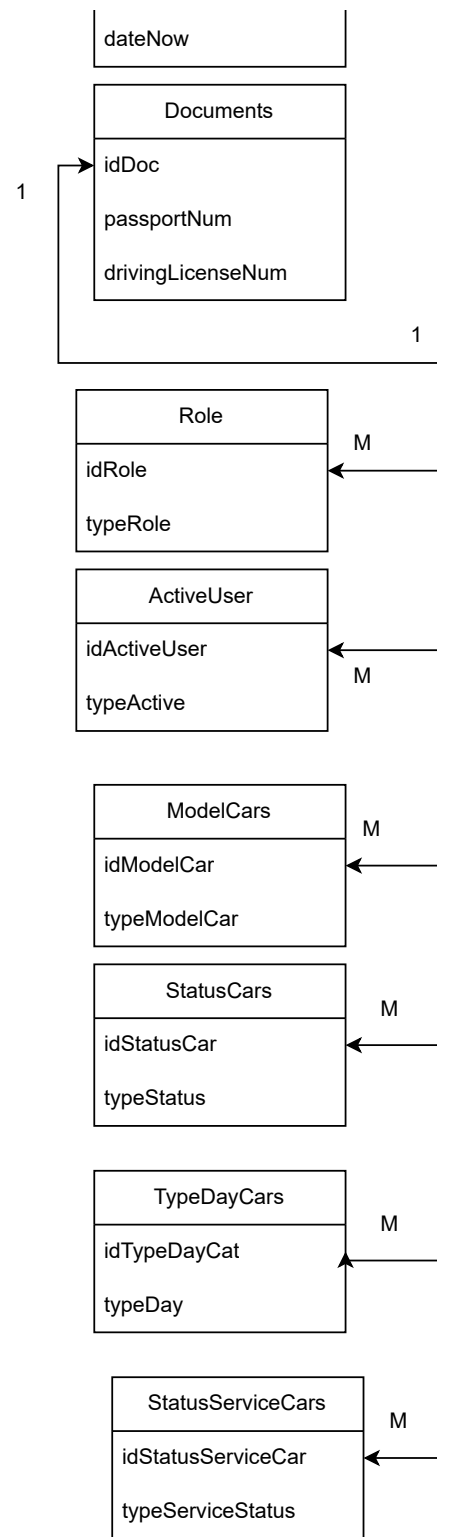 dateNow
Documents
idDoc
1
passportNum
drivingLicenseNum
1
Role
M
idRole
typeRole
ActiveUser
idActiveUser
M
typeActive
ModelCars
M
idModelCar
typeModelCar
StatusCars
M
idStatusCar
typeStatus
TypeDayCars
M
idTypeDayCat
typeDay
StatusServiceCars
M
idStatusServiceCar
typeServiceStatus